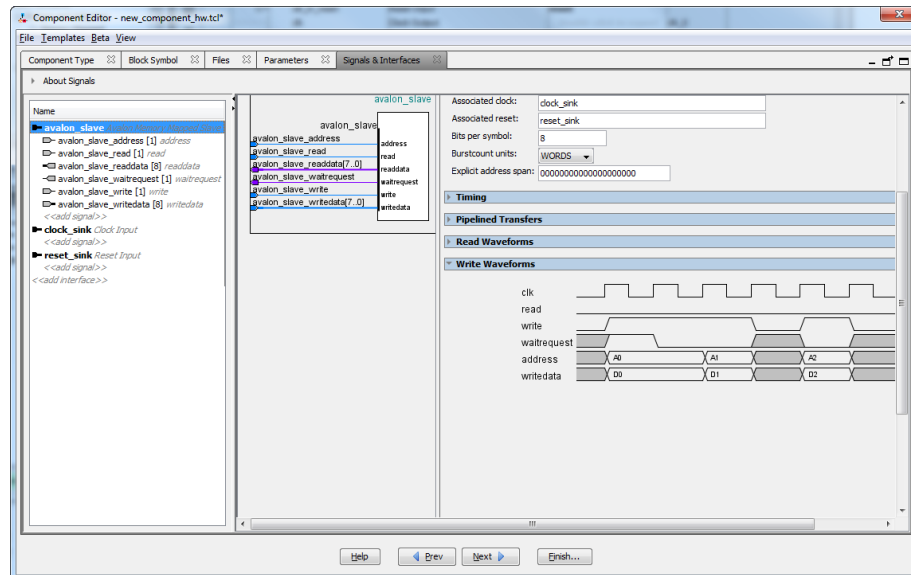 Component Editor - new_component_hw.tcl*
File Templates Beta View
Component Type Block Symbol Files Parameters Signals & Interfaces
About Signals
Name
avalon_slave
avalon_slave_address [1] address
avalon_slave_read [1] read
avalon_slave_readdata [8] readdata
avalon_slave_waitrequest [1] waitrequest
avalon_slave_write [1] write
avalon_slave_writedata [8] writedata
<<add signal>>
clock_sink Clock Input
<<add signal>>
reset_sink Reset Input
<<add signal>>
<<add interface>>
avalon_slave
avalon_slave
avalon_slave_address
address
avalon_slave_read
read
avalon_slave_readdata[7..0]
readdata
avalon_slave_waitrequest
waitrequest
avalon_slave_write
write
avalon_slave_writedata[7..0]
writedata
Associated clock: clock_sink
Associated reset: reset_sink
Bits per symbol: 8
Burstcount units: WORDS
Explicit address span: 00000000000000000000
Timing
Pipelined Transfers
Read Waveforms
Write Waveforms
clk
read
write
waitrequest
address A0 A1 A2
writedata D0 D1 D2
Help Prev Next Finish...